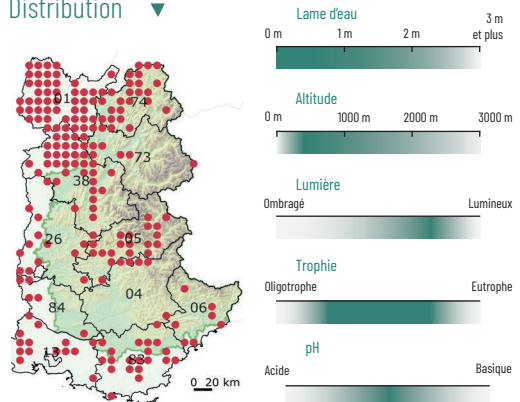 Distribution ▼
01
74
73
38
26
05
04
84
06
13
83
0 20 km
Lame d'eau
0 m 1 m 2 m 3 m et plus
Altitude
0 m 1000 m 2000 m 3000 m
Lumière
Ombragé Lumineux
Trophie
Oligotrophe Eutrophe
pH
Acide Basique